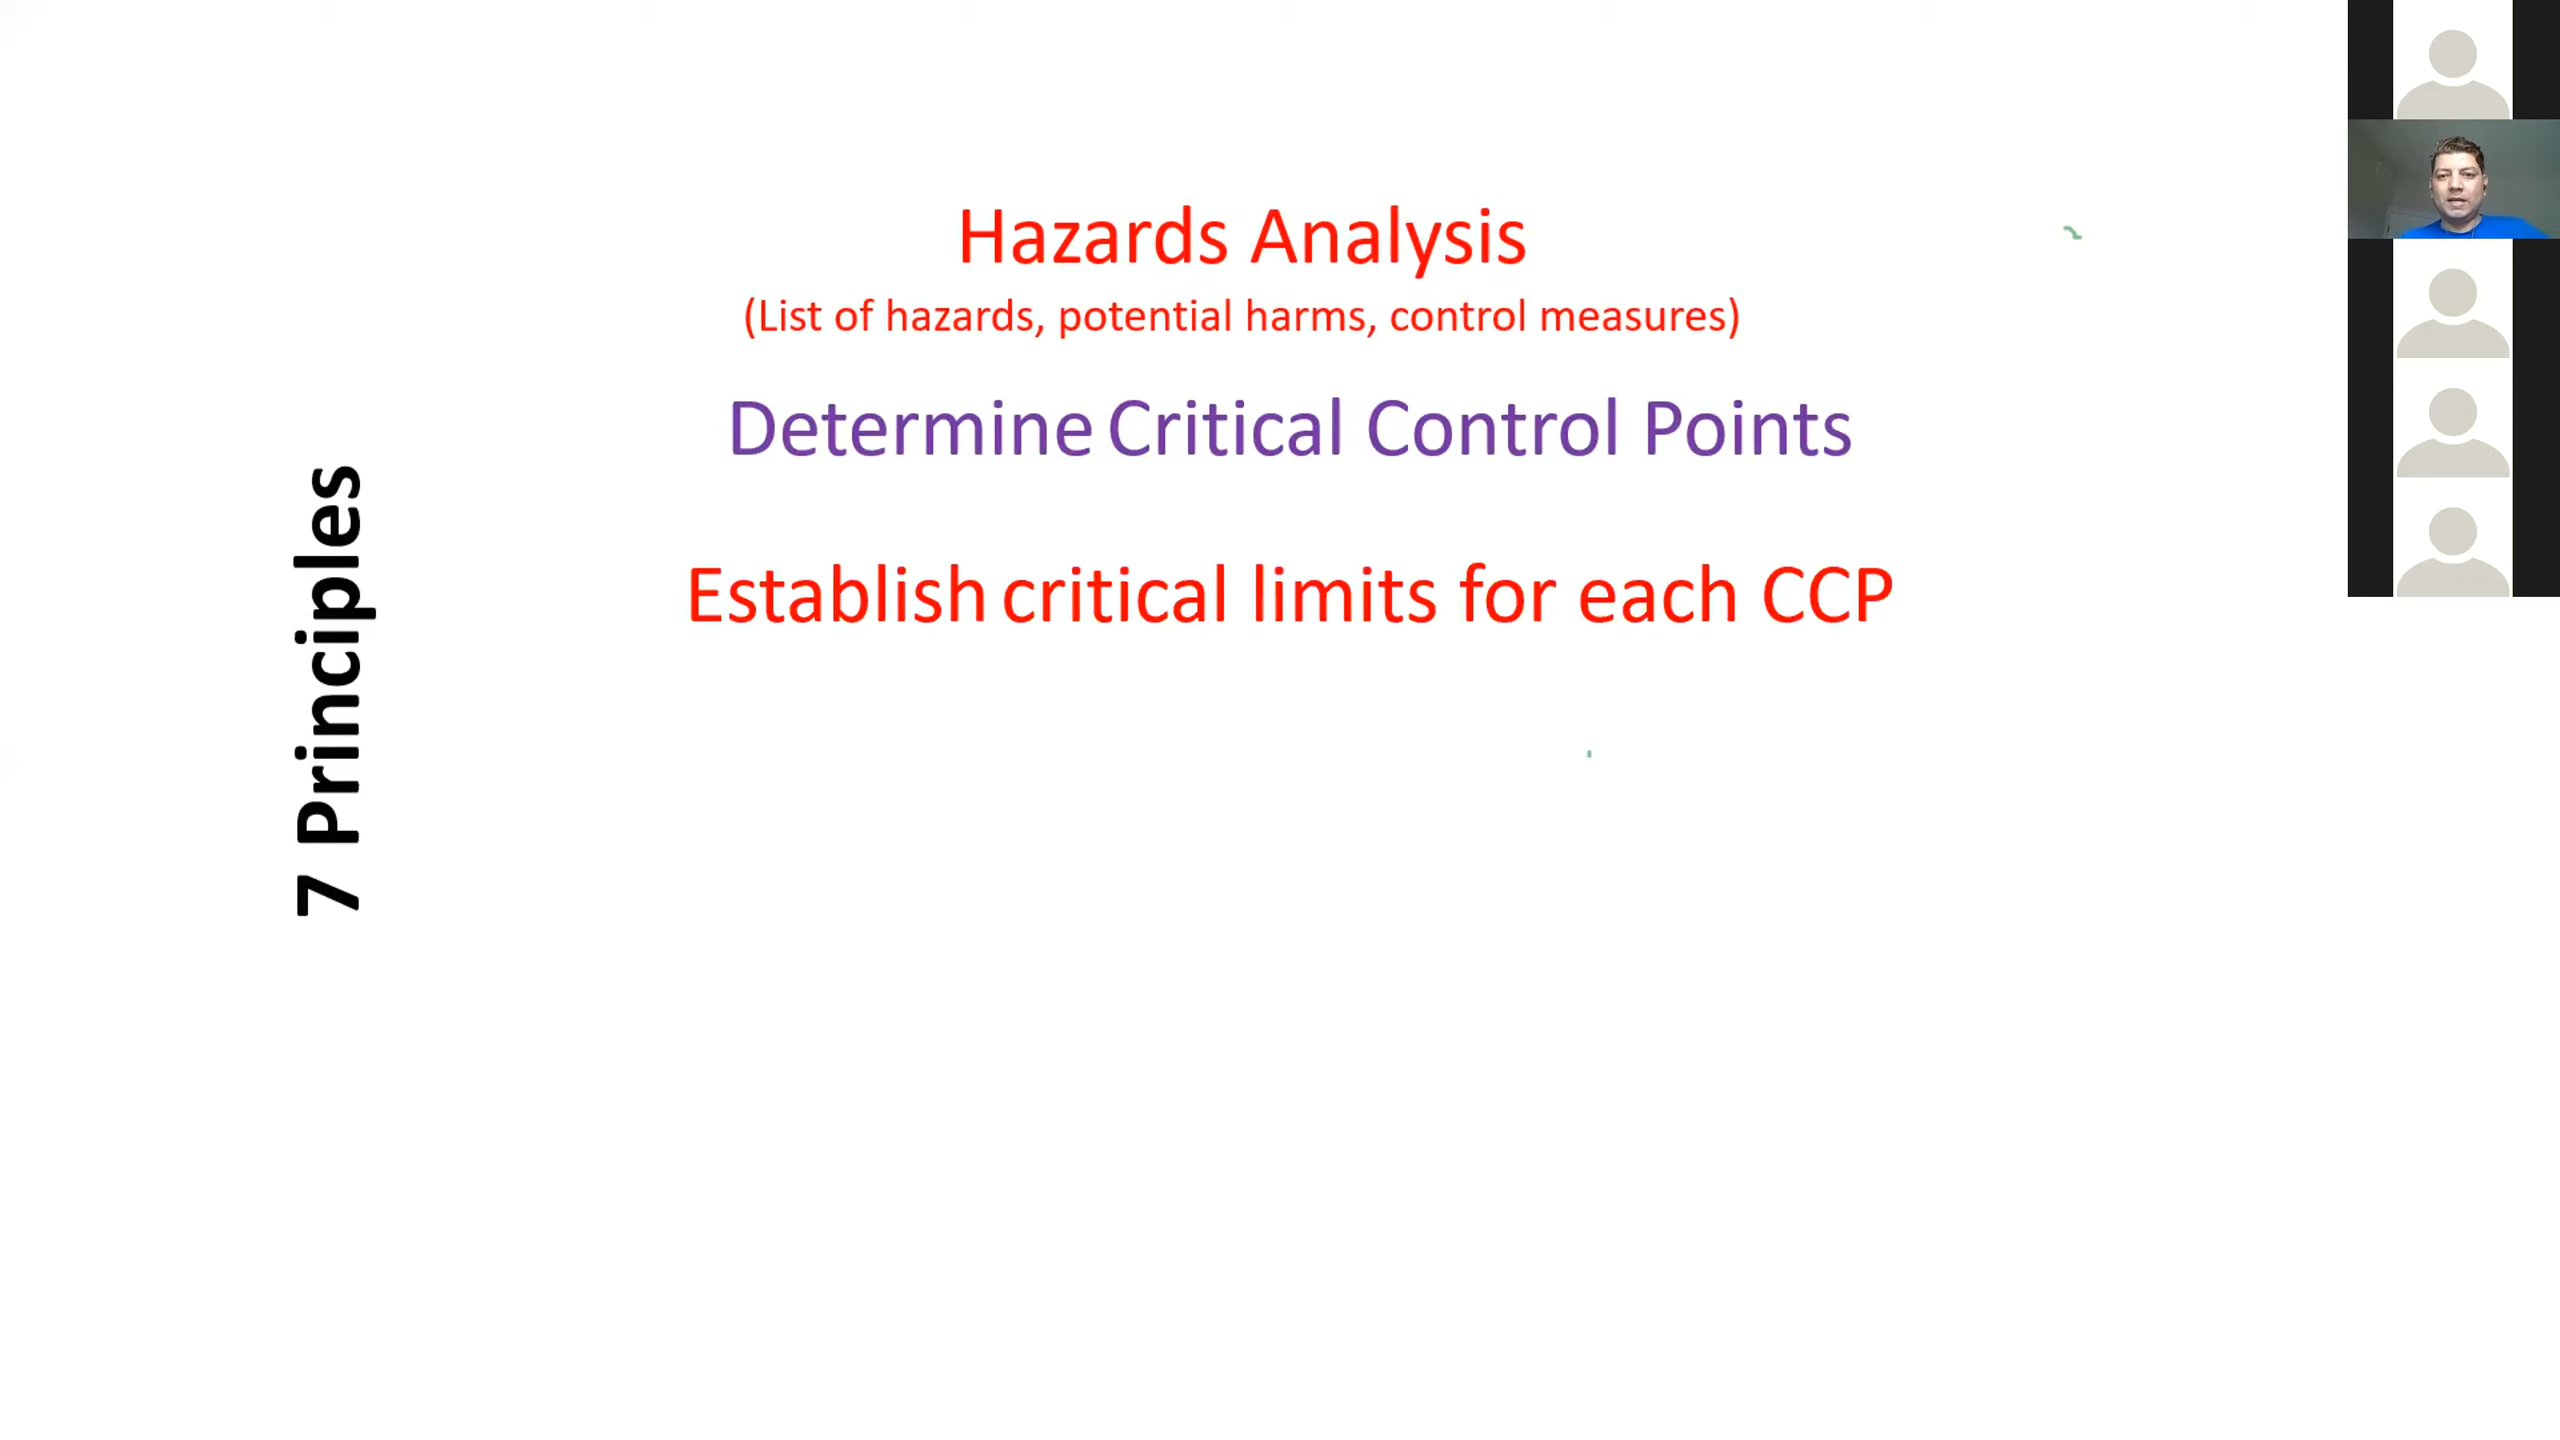 Hazards Analysis
(List of hazards, potential harms, control measures)
Determine Critical Control Points
Establish critical limits for each CCP
7 Principles